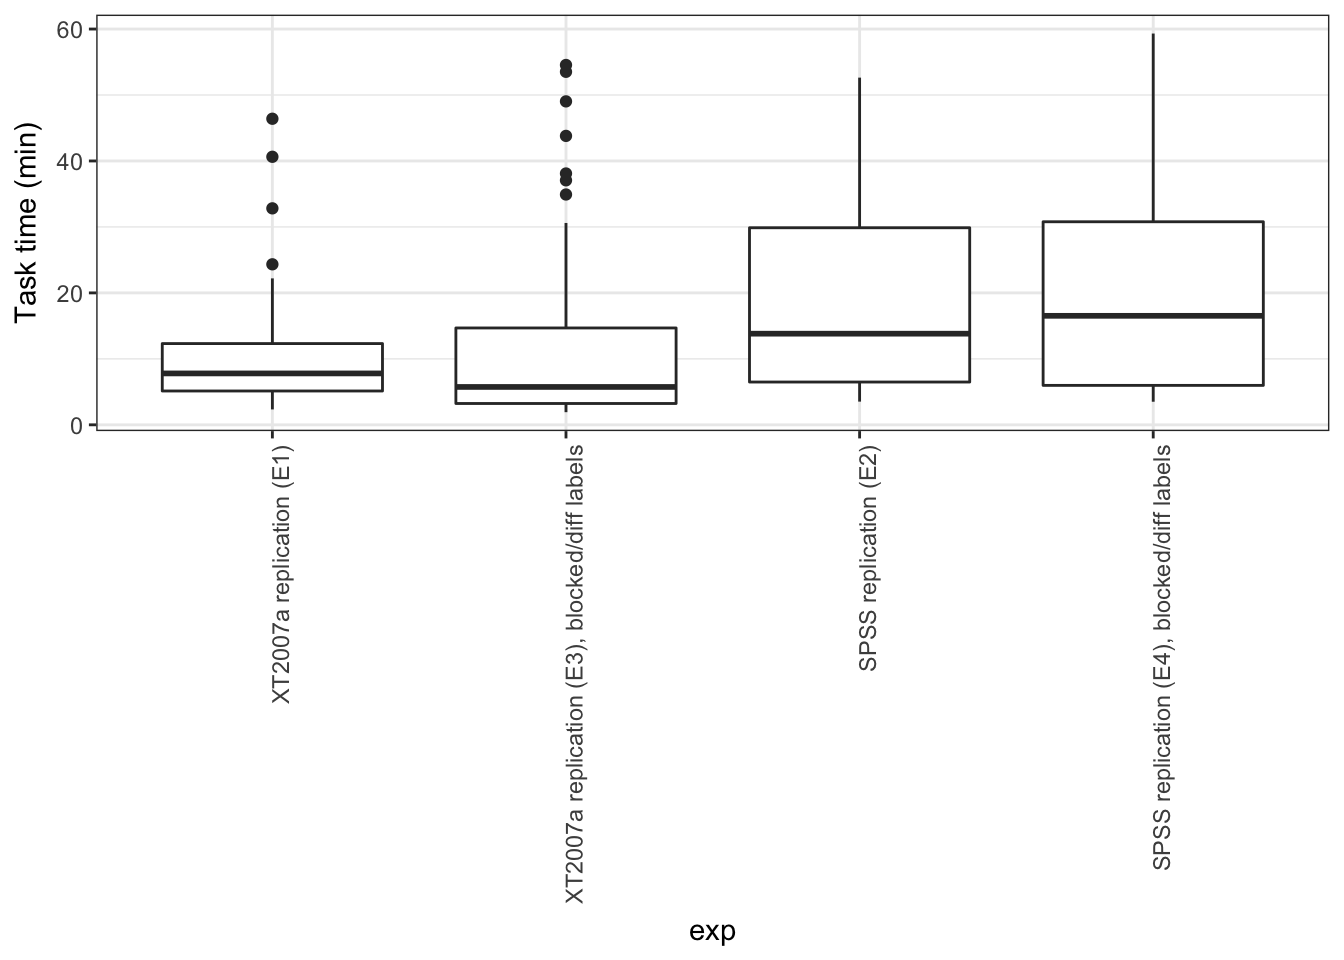 Task time (min)
60
40
20
0
XT2007a replication (E1)
XT2007a replication (E3), blocked/diff labels
SPSS replication (E2)
SPSS replication (E4), blocked/diff labels
exp